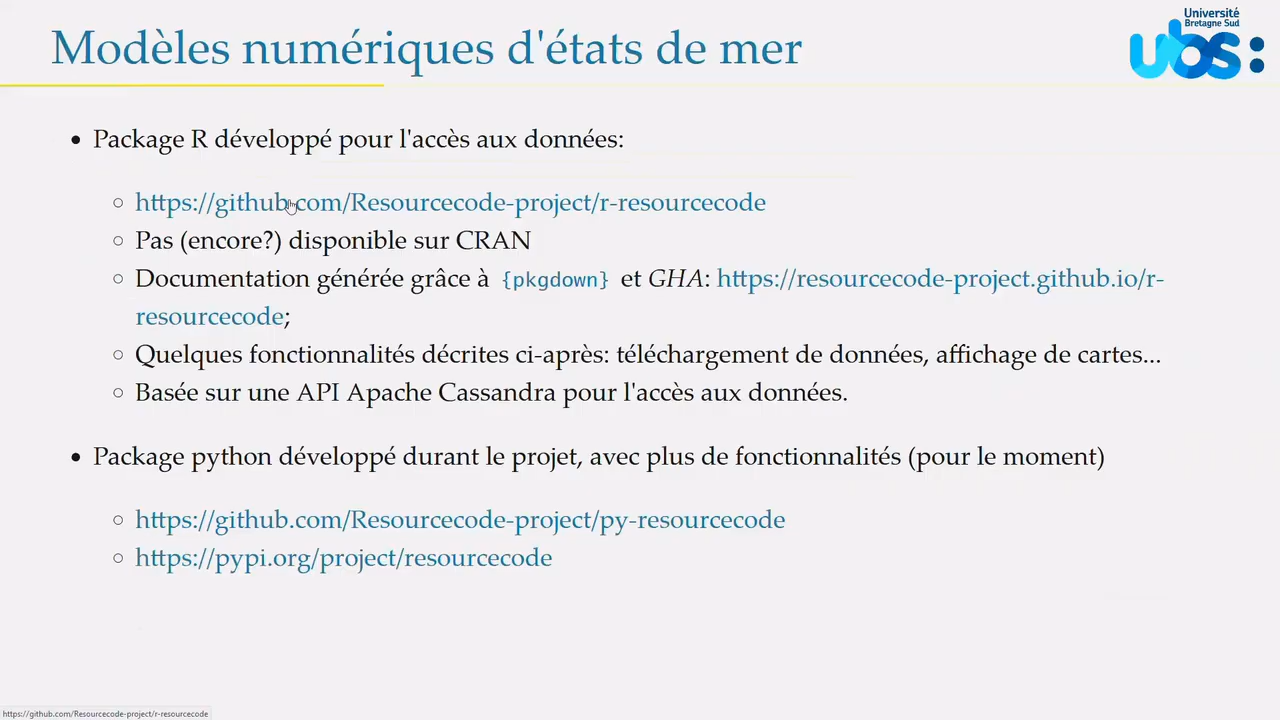 Modèles numériques d'états de mer
Université
Bretagne Sud
ubs:
• Package R développé pour l'accès aux données:
○ https://github.com/Resourcecode-project/r-resourcecode
○ Pas (encore?) disponible sur CRAN
○ Documentation générée grâce à {pkgdown} et GHA: https://resourcecode-project.github.io/r-
resourcecode;
○ Quelques fonctionnalités décrites ci-après: téléchargement de données, affichage de cartes...
○ Basée sur une API Apache Cassandra pour l'accès aux données.
• Package python développé durant le projet, avec plus de fonctionnalités (pour le moment)
○ https://github.com/Resourcecode-project/py-resourcecode
○ https://pypi.org/project/resourcecode
https://github.com/Resourcecode-project/r-resourcecode